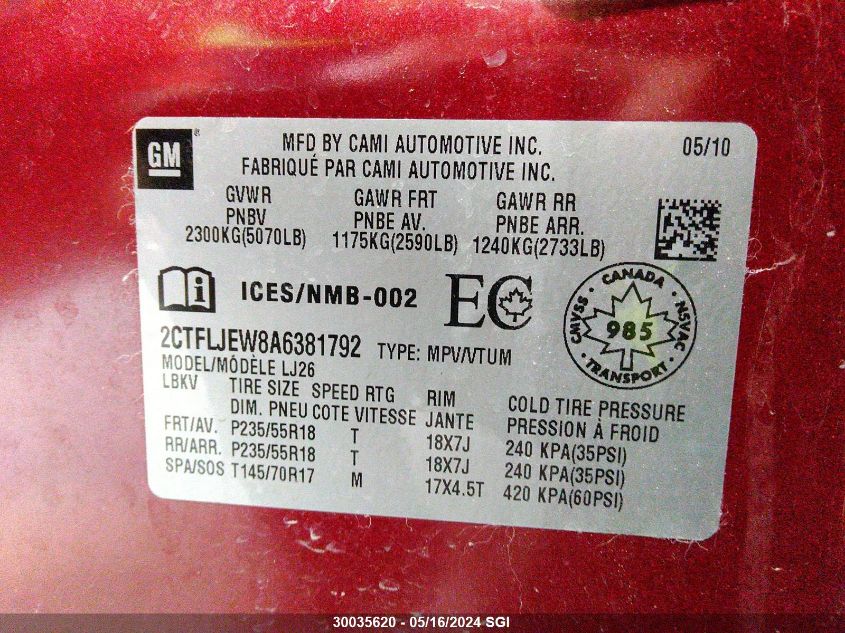 GM ®
MFD BY CAMI AUTOMOTIVE INC. 05/10
FABRIQUÉ PAR CAMI AUTOMOTIVE INC.
GVWR GAWR FRT GAWR RR
PNBV PNBE AV. PNBE ARR.
2300KG(5070LB) 1175KG(2590LB) 1240KG(2733LB)
i ICES/NMB-002 EC
CANADA
CMVSS 985 NSVAC
TRANSPORT
2CTFLJEW8A6381792 TYPE: MPV/VTUM
MODEL/MÓDÈLE LJ26
LBKV TIRE SIZE SPEED RTG RIM COLD TIRE PRESSURE
DIM. PNEU COTE VITESSE JANTE PRESSION À FROID
FRT/AV. P235/55R18 T 18X7J 240 KPA(35PSI)
RR/ARR. P235/55R18 T 18X7J 240 KPA(35PSI)
SPA/SOS T145/70R17 M 17X4.5T 420 KPA(60PSI)
30035620 - 05/16/2024 SGI